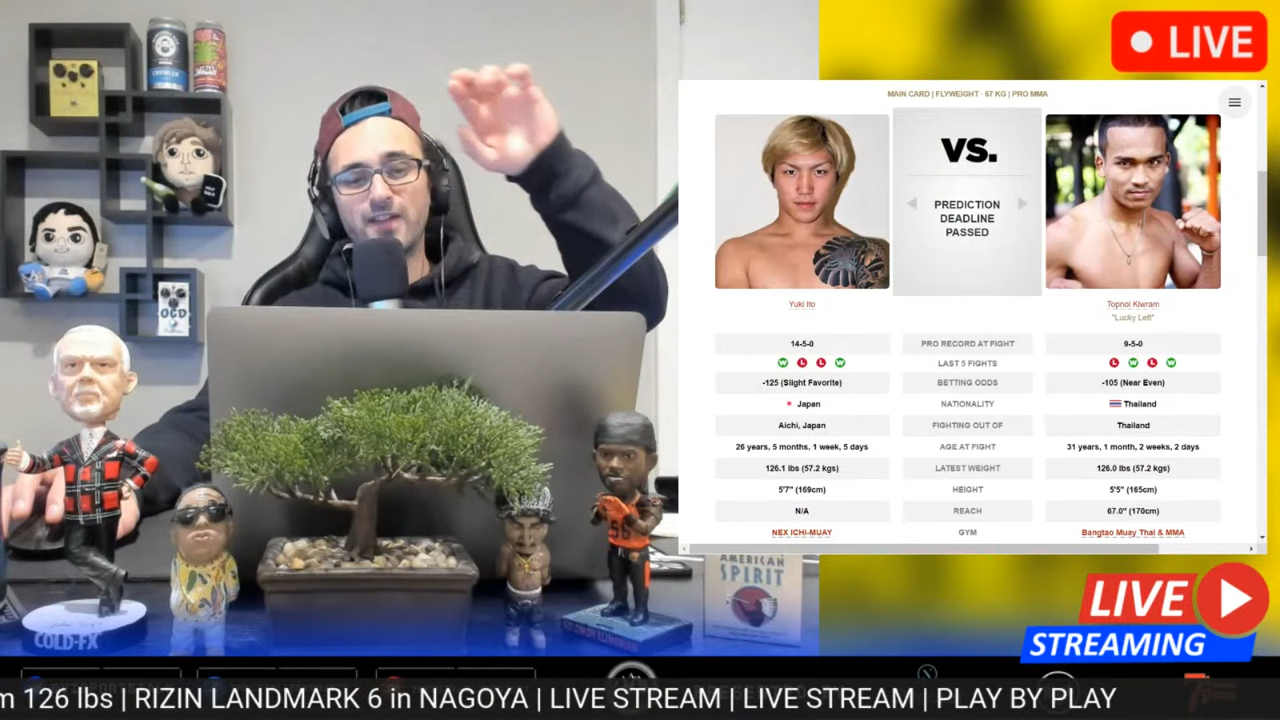 LIVE
MAIN CARD | FLYWEIGHT · 57 KG | PRO MMA
VS.
PREDICTION
DEADLINE
PASSED
Yuki Ito
Topnoi Kiwram
"Lucky Left"
14-5-0 PRO RECORD AT FIGHT 9-5-0
W L L W LAST 5 FIGHTS L W L W
-125 (Slight Favorite) BETTING ODDS -105 (Near Even)
Japan NATIONALITY Thailand
Aichi, Japan FIGHTING OUT OF Thailand
26 years, 5 months, 1 week, 5 days AGE AT FIGHT 31 years, 1 month, 2 weeks, 2 days
126.1 lbs (57.2 kgs) LATEST WEIGHT 126.0 lbs (57.2 kgs)
5'7" (169cm) HEIGHT 5'5" (165cm)
N/A REACH 67.0" (170cm)
NEX ICHI-MUAY GYM Bangtao Muay Thai & MMA
OCD
COLD-FX
56
AMERICAN
SPIRIT
LIVE
STREAMING
126 lbs | RIZIN LANDMARK 6 in NAGOYA | LIVE STREAM | LIVE STREAM | PLAY BY PLAY